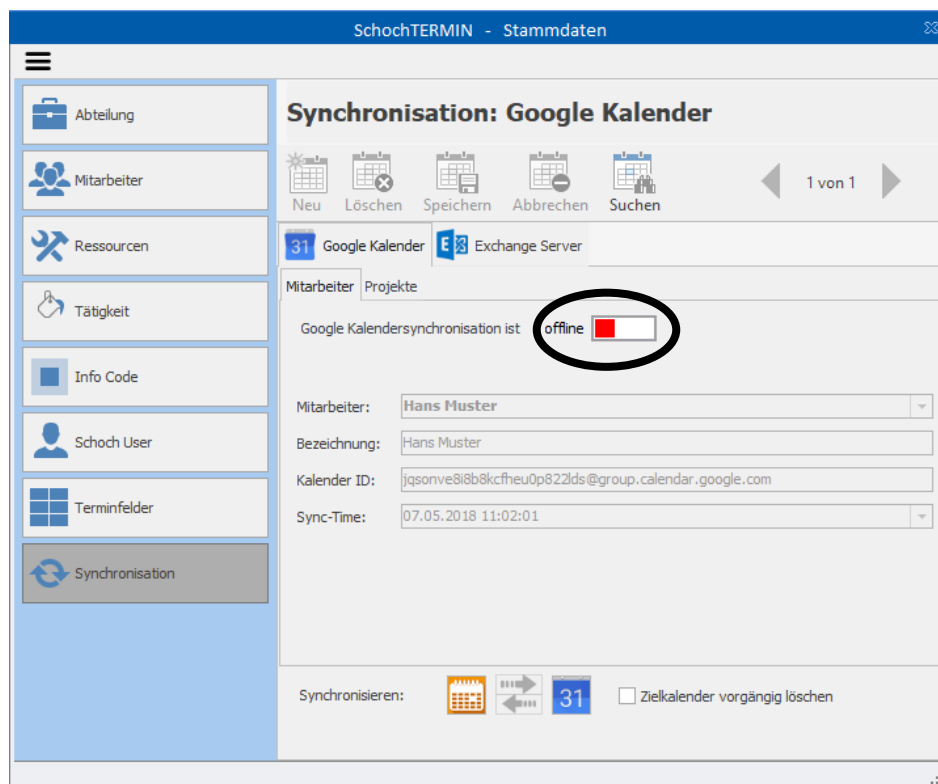 SchochTERMIN - Stammdaten
Abteilung
Mitarbeiter
Ressourcen
Tätigkeit
Info Code
Schoch User
Terminfelder
Synchronisation
Synchronisation: Google Kalender
Neu Löschen Speichern Abbrechen Suchen 1 von 1
31 Google Kalender E Exchange Server
Mitarbeiter Projekte
Google Kalendersynchronisation ist offline
Mitarbeiter: Hans Muster
Bezeichnung: Hans Muster
Kalender ID: jqsonve8i8b8kcfheu0p822lds@group.calendar.google.com
Sync-Time: 07.05.2018 11:02:01
Synchronisieren: 31 Zielkalender vorgängig löschen